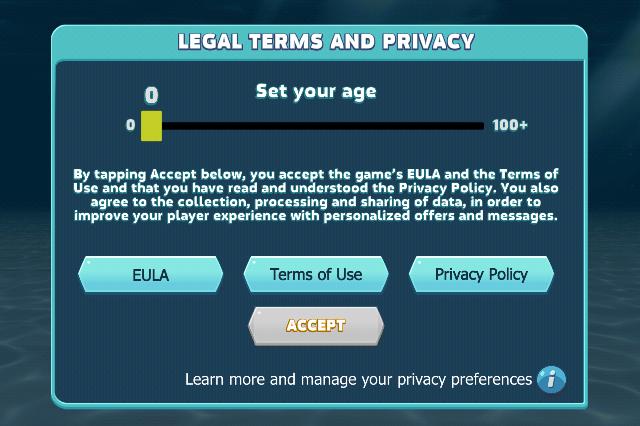 LEGAL TERMS AND PRIVACY
Set your age
0
0
100+
By tapping Accept below, you accept the game's EULA and the Terms of
Use and that you have read and understood the Privacy Policy. You also
agree to the collection, processing and sharing of data, in order to
improve your player experience with personalized offers and messages.
EULA
Terms of Use
Privacy Policy
ACCEPT
Learn more and manage your privacy preferences i